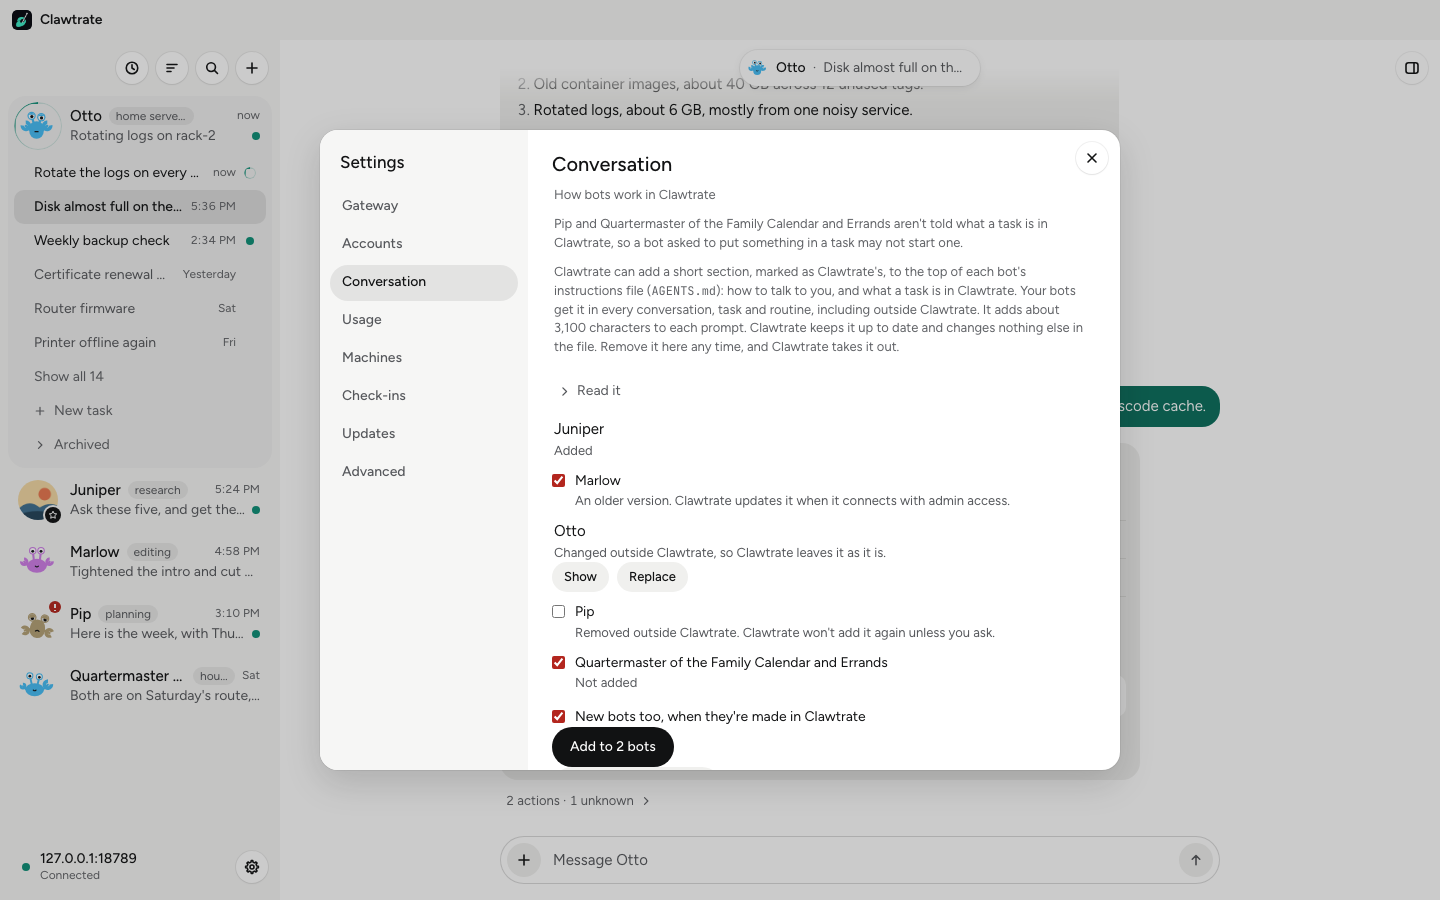 Clawtrate
Otto
home serve...
now
Rotating logs on rack-2
Rotate the logs on every ...
now
Disk almost full on the...
5:36 PM
Weekly backup check
2:34 PM
Certificate renewal ...
Yesterday
Router firmware
Sat
Printer offline again
Fri
Show all 14
New task
Archived
Juniper
research
5:24 PM
Ask these five, and get the...
Marlow
editing
4:58 PM
Tightened the intro and cut ...
Pip
planning
3:10 PM
Here is the week, with Thu...
Quartermaster ...
hou...
Sat
Both are on Saturday's route,...
127.0.0.1:18789
Connected
Otto · Disk almost full on th...
2. Old container images, about 40 GB across 12 unused tags.
3. Rotated logs, about 6 GB, mostly from one noisy service.
Settings
Gateway
Accounts
Conversation
Usage
Machines
Check-ins
Updates
Advanced
Conversation
How bots work in Clawtrate
Pip and Quartermaster of the Family Calendar and Errands aren't told what a task is in
Clawtrate, so a bot asked to put something in a task may not start one.
Clawtrate can add a short section, marked as Clawtrate's, to the top of each bot's
instructions file (AGENTS.md): how to talk to you, and what a task is in Clawtrate. Your bots
get it in every conversation, task and routine, including outside Clawtrate. It adds about
3,100 characters to each prompt. Clawtrate keeps it up to date and changes nothing else in
the file. Remove it here any time, and Clawtrate takes it out.
Read it
Juniper
Added
Marlow
An older version. Clawtrate updates it when it connects with admin access.
Otto
Changed outside Clawtrate, so Clawtrate leaves it as it is.
Show
Replace
Pip
Removed outside Clawtrate. Clawtrate won't add it again unless you ask.
Quartermaster of the Family Calendar and Errands
Not added
New bots too, when they're made in Clawtrate
Add to 2 bots
scode cache.
2 actions · 1 unknown
Message Otto